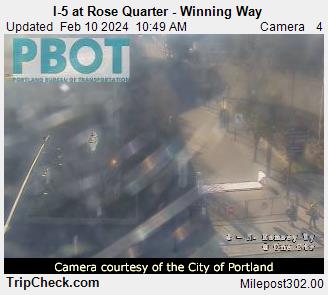 I-5 at Rose Quarter - Winning Way
Updated Feb 10 2024 10:49 AM Camera 4
PBOT
PORTLAND BUREAU OF TRANSPORTATION
Camera courtesy of the City of Portland
TripCheck.com Milepost302.00